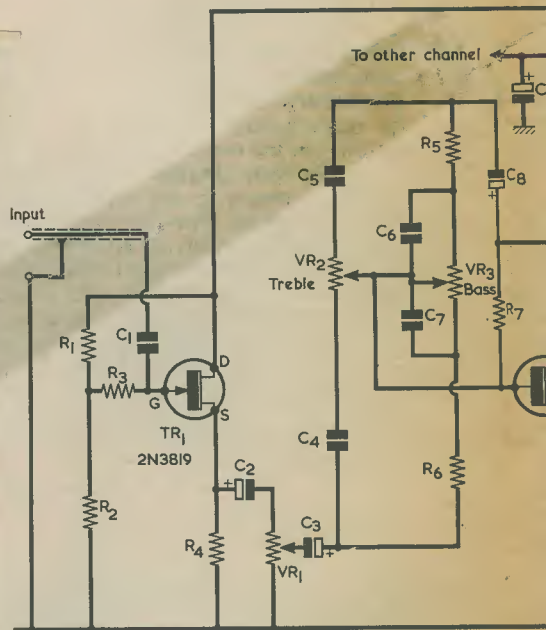 To other channel
C
R5
C5
C8
Input
C6
VR2
Treble
VR3
Bass
R1
C1
C7
R7
R3
D
G
S
TR1
2N3819
C4
R2
C2
R6
R4
C3
VR1
+
+
+
+